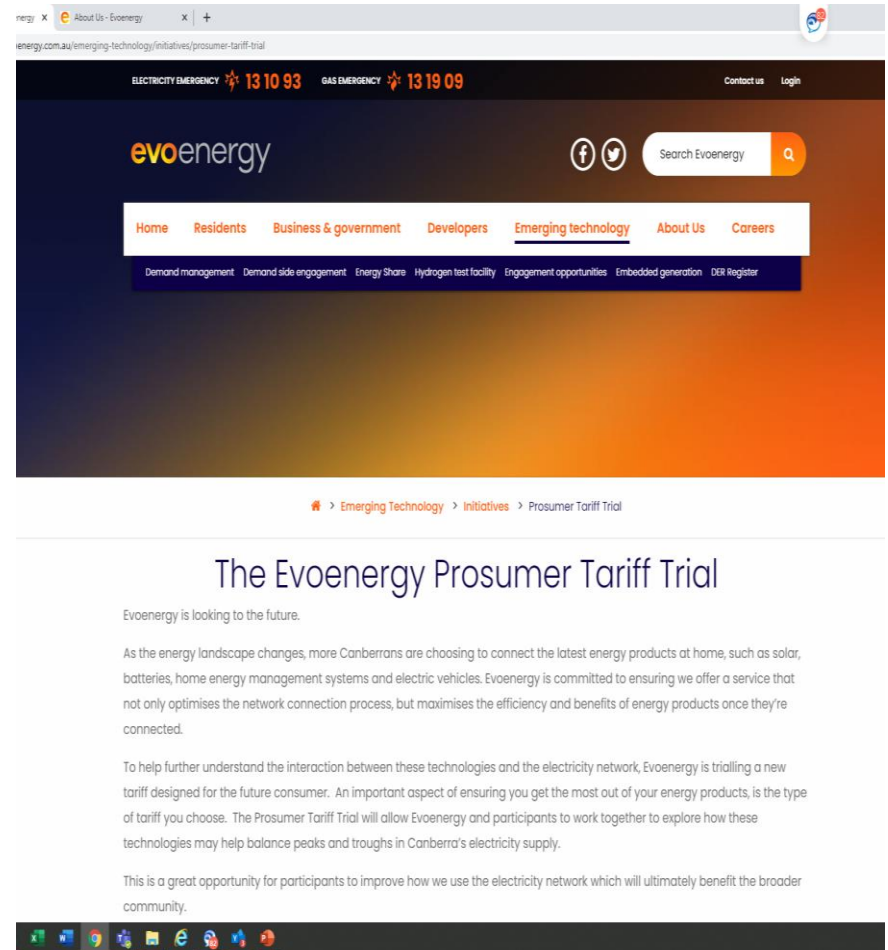 nergy x
About Us - Evoenergy x +
energy.com.au/emerging-technology/initiatives/prosumer-tariff-trial
ELECTRICITY EMERGENCY 13 10 93 GAS EMERGENCY 13 19 09 Contact us Login
evoenergy
Search Evoenergy
Home Residents Business & government Developers Emerging technology About Us Careers
Demand management Demand side engagement Energy Share Hydrogen test facility Engagement opportunities Embedded generation DER Register
> Emerging Technology > Initiatives > Prosumer Tariff Trial
The Evoenergy Prosumer Tariff Trial
Evoenergy is looking to the future.
As the energy landscape changes, more Canberrans are choosing to connect the latest energy products at home, such as solar,
batteries, home energy management systems and electric vehicles. Evoenergy is committed to ensuring we offer a service that
not only optimises the network connection process, but maximises the efficiency and benefits of energy products once they're
connected.
To help further understand the interaction between these technologies and the electricity network, Evoenergy is trialling a new
tariff designed for the future consumer. An important aspect of ensuring you get the most out of your energy products, is the type
of tariff you choose. The Prosumer Tariff Trial will allow Evoenergy and participants to work together to explore how these
technologies may help balance peaks and troughs in Canberra's electricity supply.
This is a great opportunity for participants to improve how we use the electricity network which will ultimately benefit the broader
community.